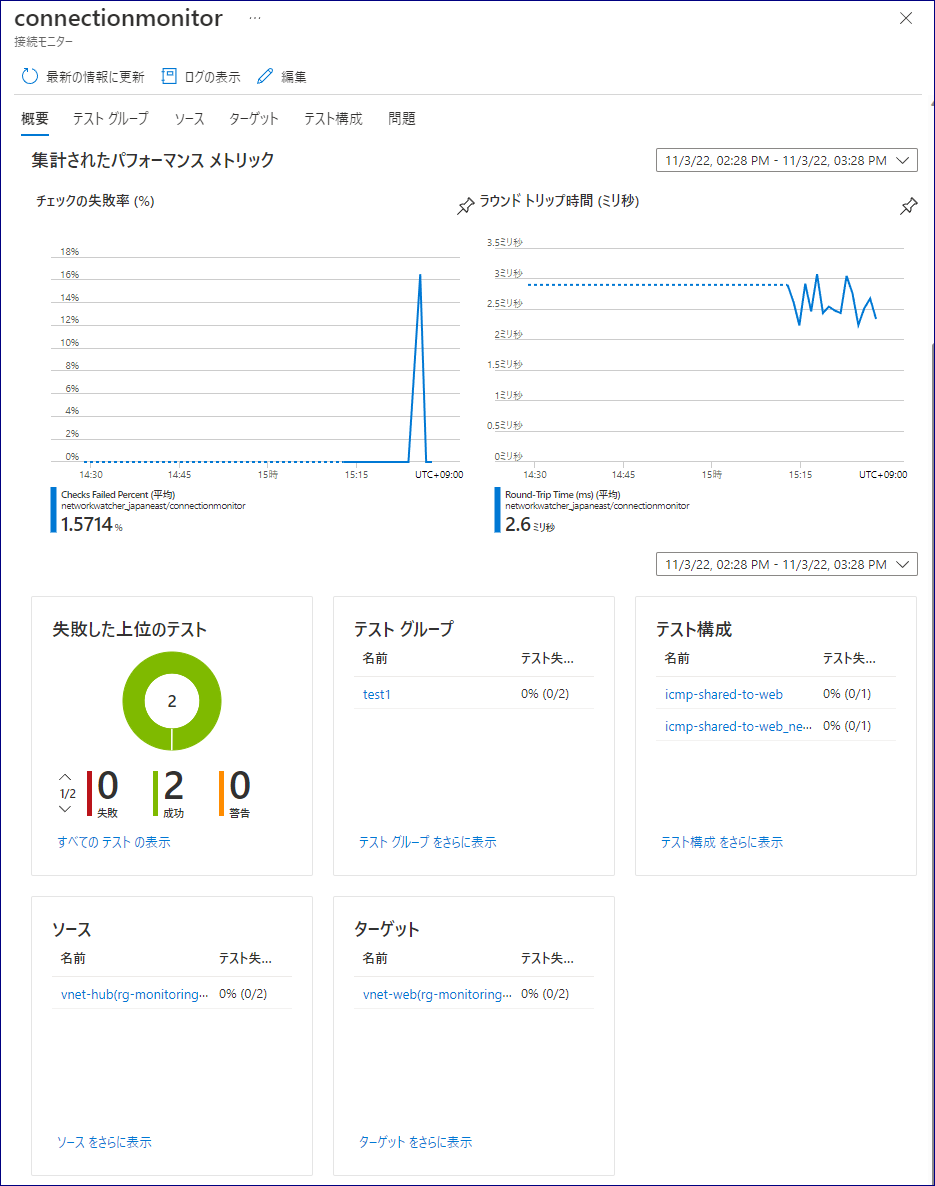 connectionmonitor ...
接続モニター
最新の情報に更新 ログの表示 編集
概要 テスト グループ ソース ターゲット テスト構成 問題
集計されたパフォーマンス メトリック
11/3/22, 02:28 PM - 11/3/22, 03:28 PM
チェックの失敗率 (%)
18%
16%
14%
12%
10%
8%
6%
4%
2%
0%
14:30 14:45 15時 15:15 UTC+09:00
Checks Failed Percent (平均)
networkwatcher_japaneast/connectionmonitor
1.5714 %
ラウンド トリップ時間 (ミリ秒)
3.5ミリ秒
3ミリ秒
2.5ミリ秒
2ミリ秒
1.5ミリ秒
1ミリ秒
0.5ミリ秒
0ミリ秒
14:30 14:45 15時 15:15 UTC+09:00
Round-Trip Time (ms) (平均)
networkwatcher_japaneast/connectionmonitor
2.6 ミリ秒
11/3/22, 02:28 PM - 11/3/22, 03:28 PM
失敗した上位のテスト
2
1/2
0 2 0
失敗 成功 警告
すべての テスト の表示
テスト グループ
名前 テスト失...
test1 0% (0/2)
テスト グループ をさらに表示
テスト構成
名前 テスト失...
icmp-shared-to-web 0% (0/1)
icmp-shared-to-web_ne... 0% (0/1)
テスト構成 をさらに表示
ソース
名前 テスト失...
vnet-hub(rg-monitoring... 0% (0/2)
ソース をさらに表示
ターゲット
名前 テスト失...
vnet-web(rg-monitoring... 0% (0/2)
ターゲット をさらに表示